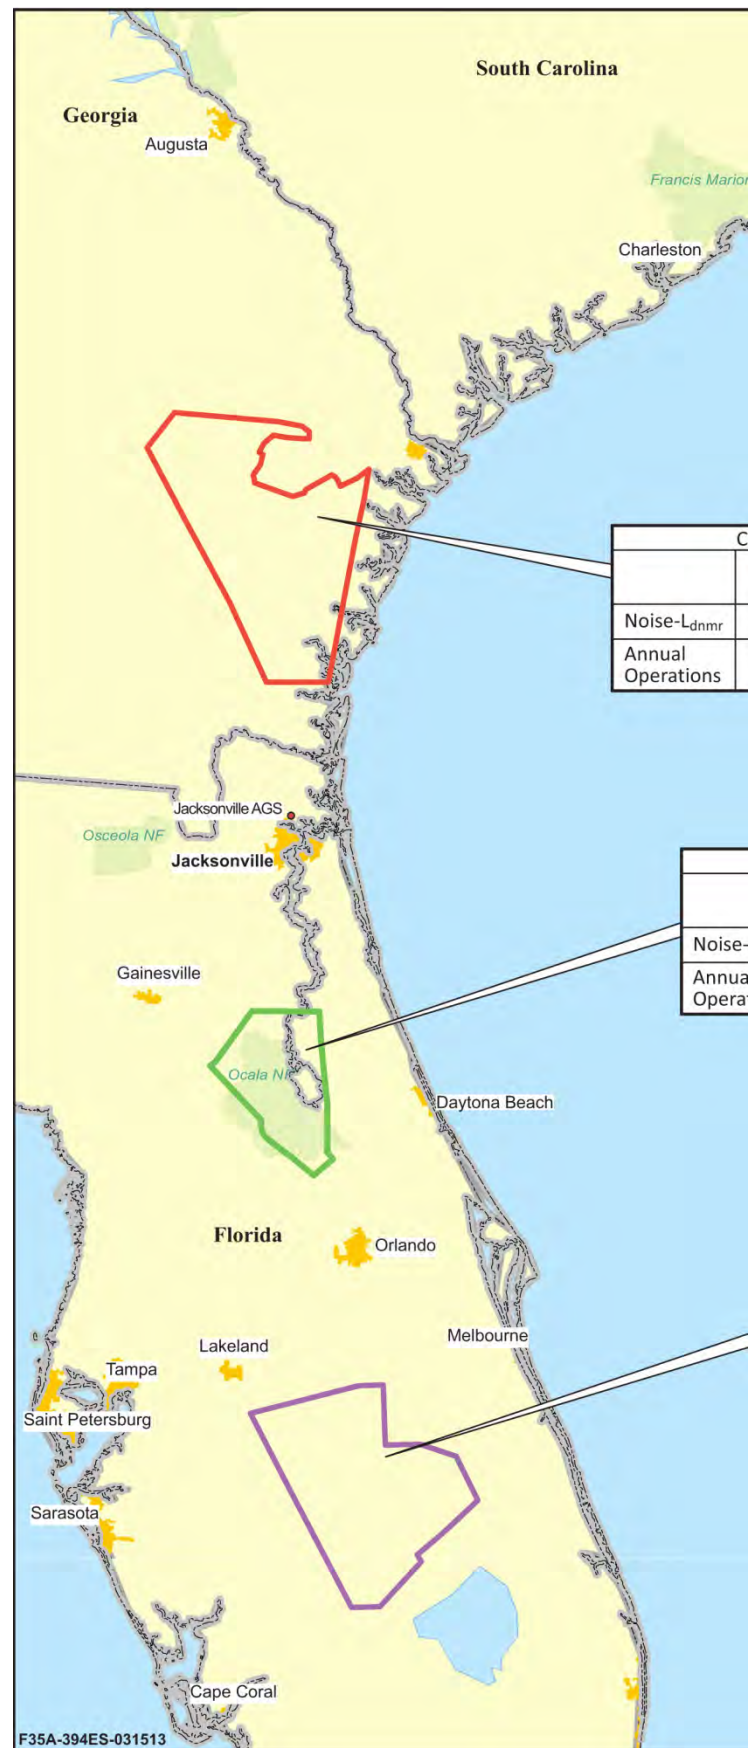 South Carolina
Georgia
Augusta
Francis Marion
Charleston
C
Noise-Ldnmr
Annual
Operations
Jacksonville AGS
Osceola NF
Jacksonville
Noise-
Annua
Operat
Gainesville
Ocala NF
Daytona Beach
Florida
Orlando
Melbourne
Lakeland
Tampa
Saint Petersburg
Sarasota
Cape Coral
F35A-394ES-031513